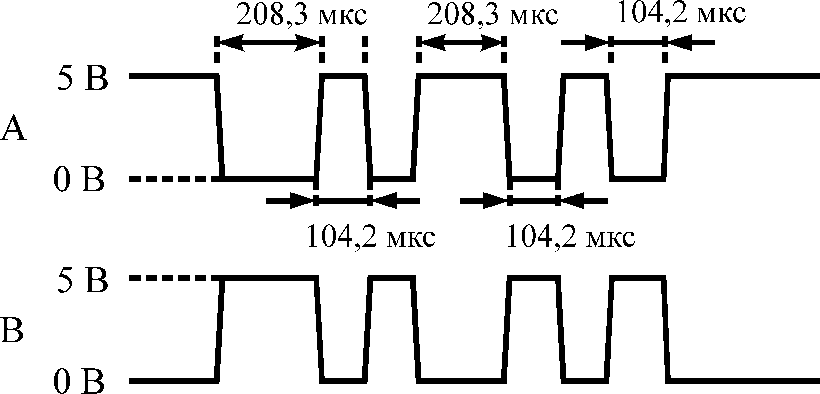 208,3 мкс 208,3 мкс 104,2 мкс
5 В
А
0 В
104,2 мкс 104,2 мкс
5 В
В
0 В